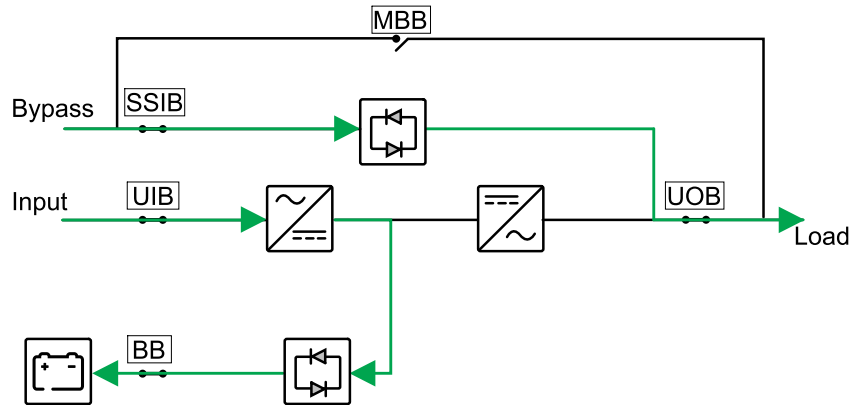 MBB
SSIB
Bypass
UIB
UOB
Input
Load
BB